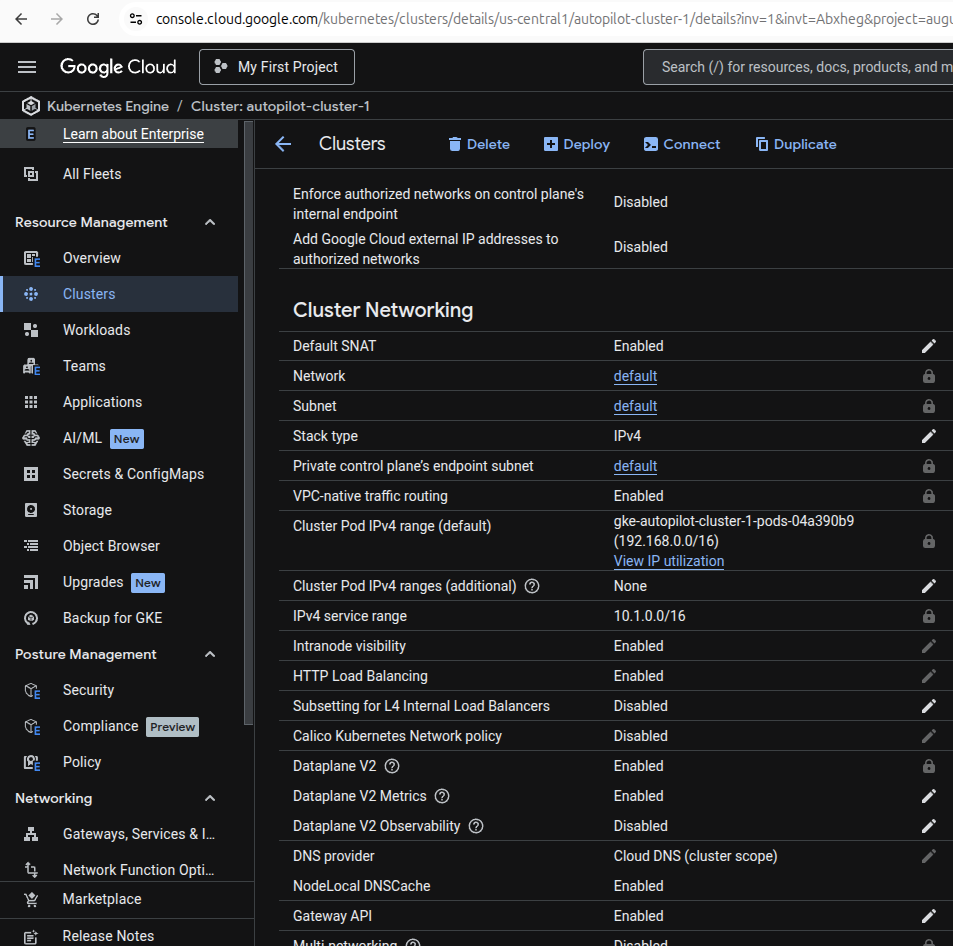 console.cloud.google.com/kubernetes/clusters/details/us-central1/autopilot-cluster-1/details?inv=1&invt=Abxheg&project=augu
Google Cloud
My First Project
Search (/) for resources, docs, products, and m
Kubernetes Engine / Cluster: autopilot-cluster-1
E Learn about Enterprise
All Fleets
Resource Management
Overview
Clusters
Workloads
Teams
Applications
AI/ML New
Secrets & ConfigMaps
Storage
Object Browser
Upgrades New
Backup for GKE
Posture Management
Security
Compliance Preview
Policy
Networking
Gateways, Services & I...
Network Function Opti...
Marketplace
Release Notes
Clusters
Delete
Deploy
Connect
Duplicate
Enforce authorized networks on control plane's
internal endpoint
Disabled
Add Google Cloud external IP addresses to
authorized networks
Disabled
Cluster Networking
Default SNAT Enabled
Network default
Subnet default
Stack type IPv4
Private control plane's endpoint subnet default
VPC-native traffic routing Enabled
Cluster Pod IPv4 range (default)
gke-autopilot-cluster-1-pods-04a390b9
(192.168.0.0/16)
View IP utilization
Cluster Pod IPv4 ranges (additional) None
IPv4 service range 10.1.0.0/16
Intranode visibility Enabled
HTTP Load Balancing Enabled
Subsetting for L4 Internal Load Balancers Disabled
Calico Kubernetes Network policy Disabled
Dataplane V2 Enabled
Dataplane V2 Metrics Enabled
Dataplane V2 Observability Disabled
DNS provider Cloud DNS (cluster scope)
NodeLocal DNSCache Enabled
Gateway API Enabled
Multi-networking Disabled